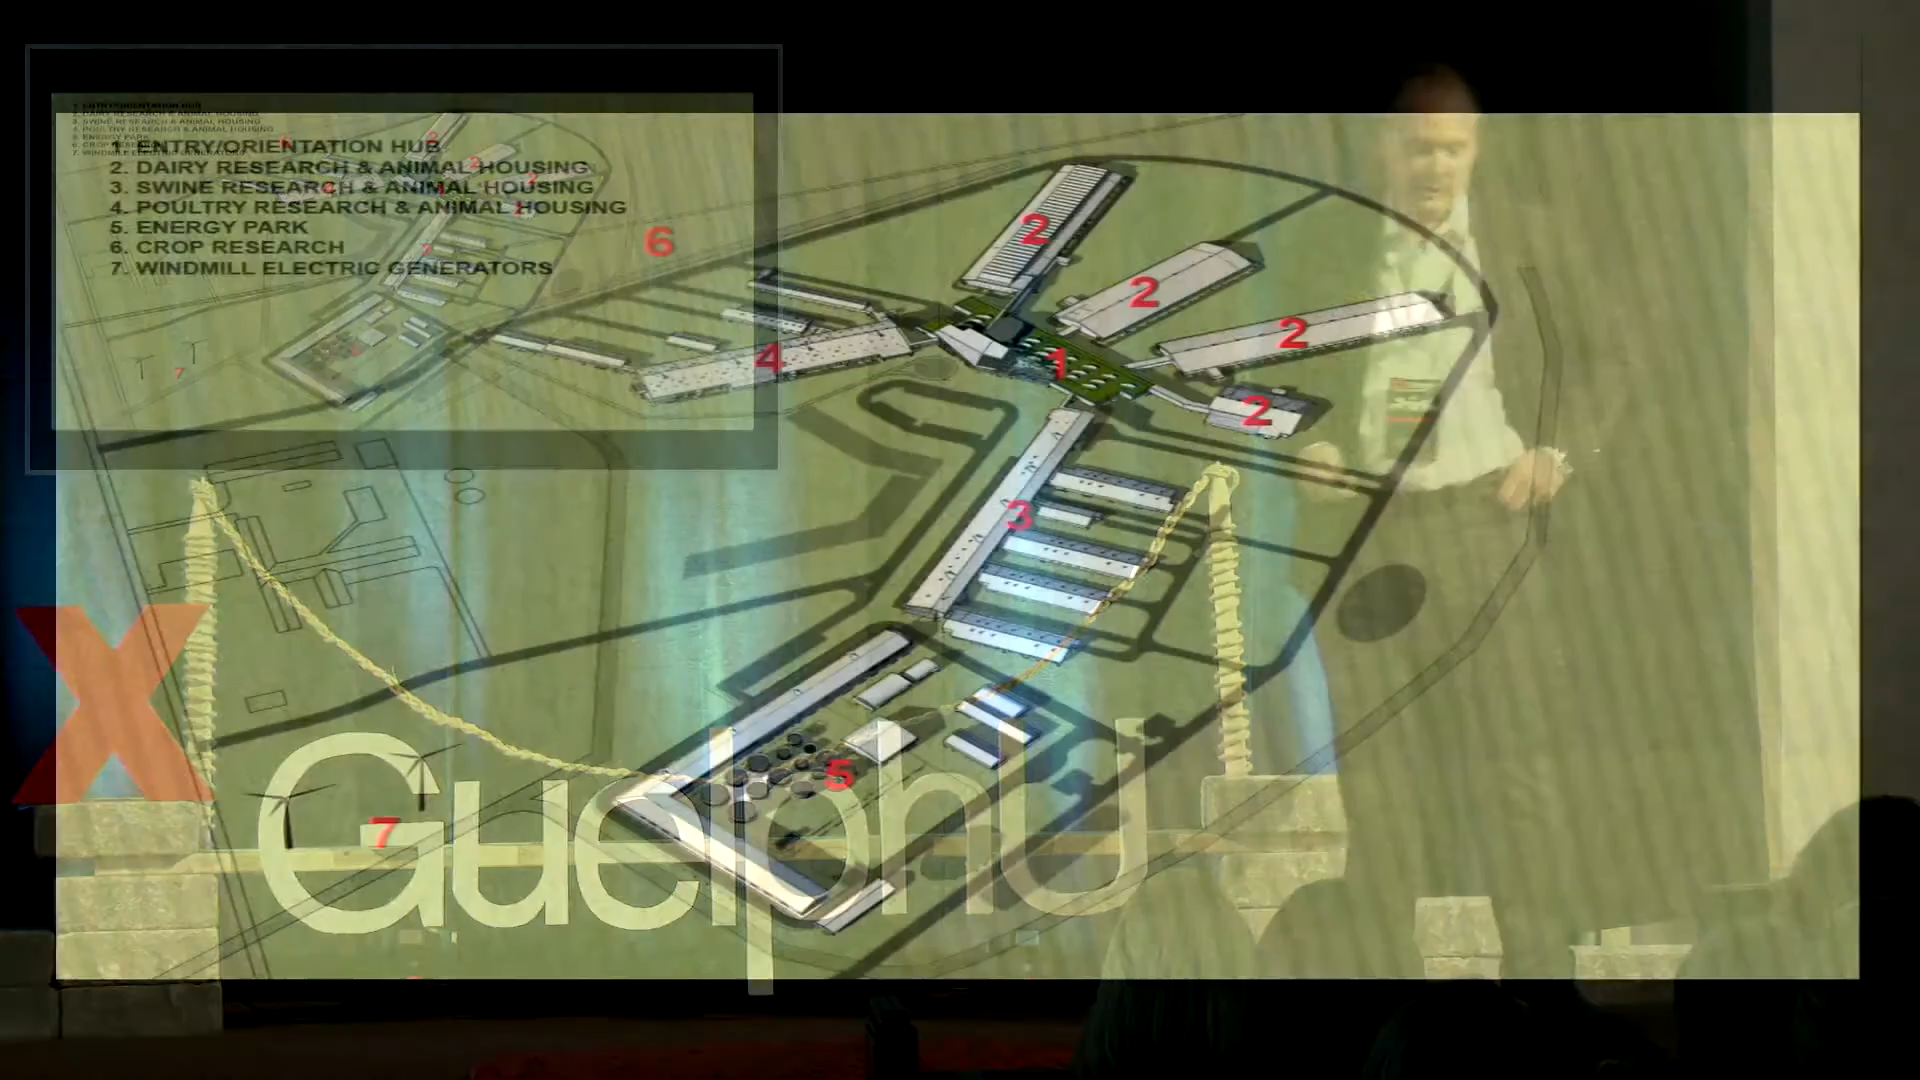 1. ENTRY/ORIENTATION HUB
2. DAIRY RESEARCH & ANIMAL HOUSING
3. SWINE RESEARCH & ANIMAL HOUSING
4. POULTRY RESEARCH & ANIMAL HOUSING
5. ENERGY PARK
6. CROP RESEARCH
7. WINDMILL ELECTRIC GENERATORS
6
2
2
2
4
1
2
3
X
5
7
GuelphU